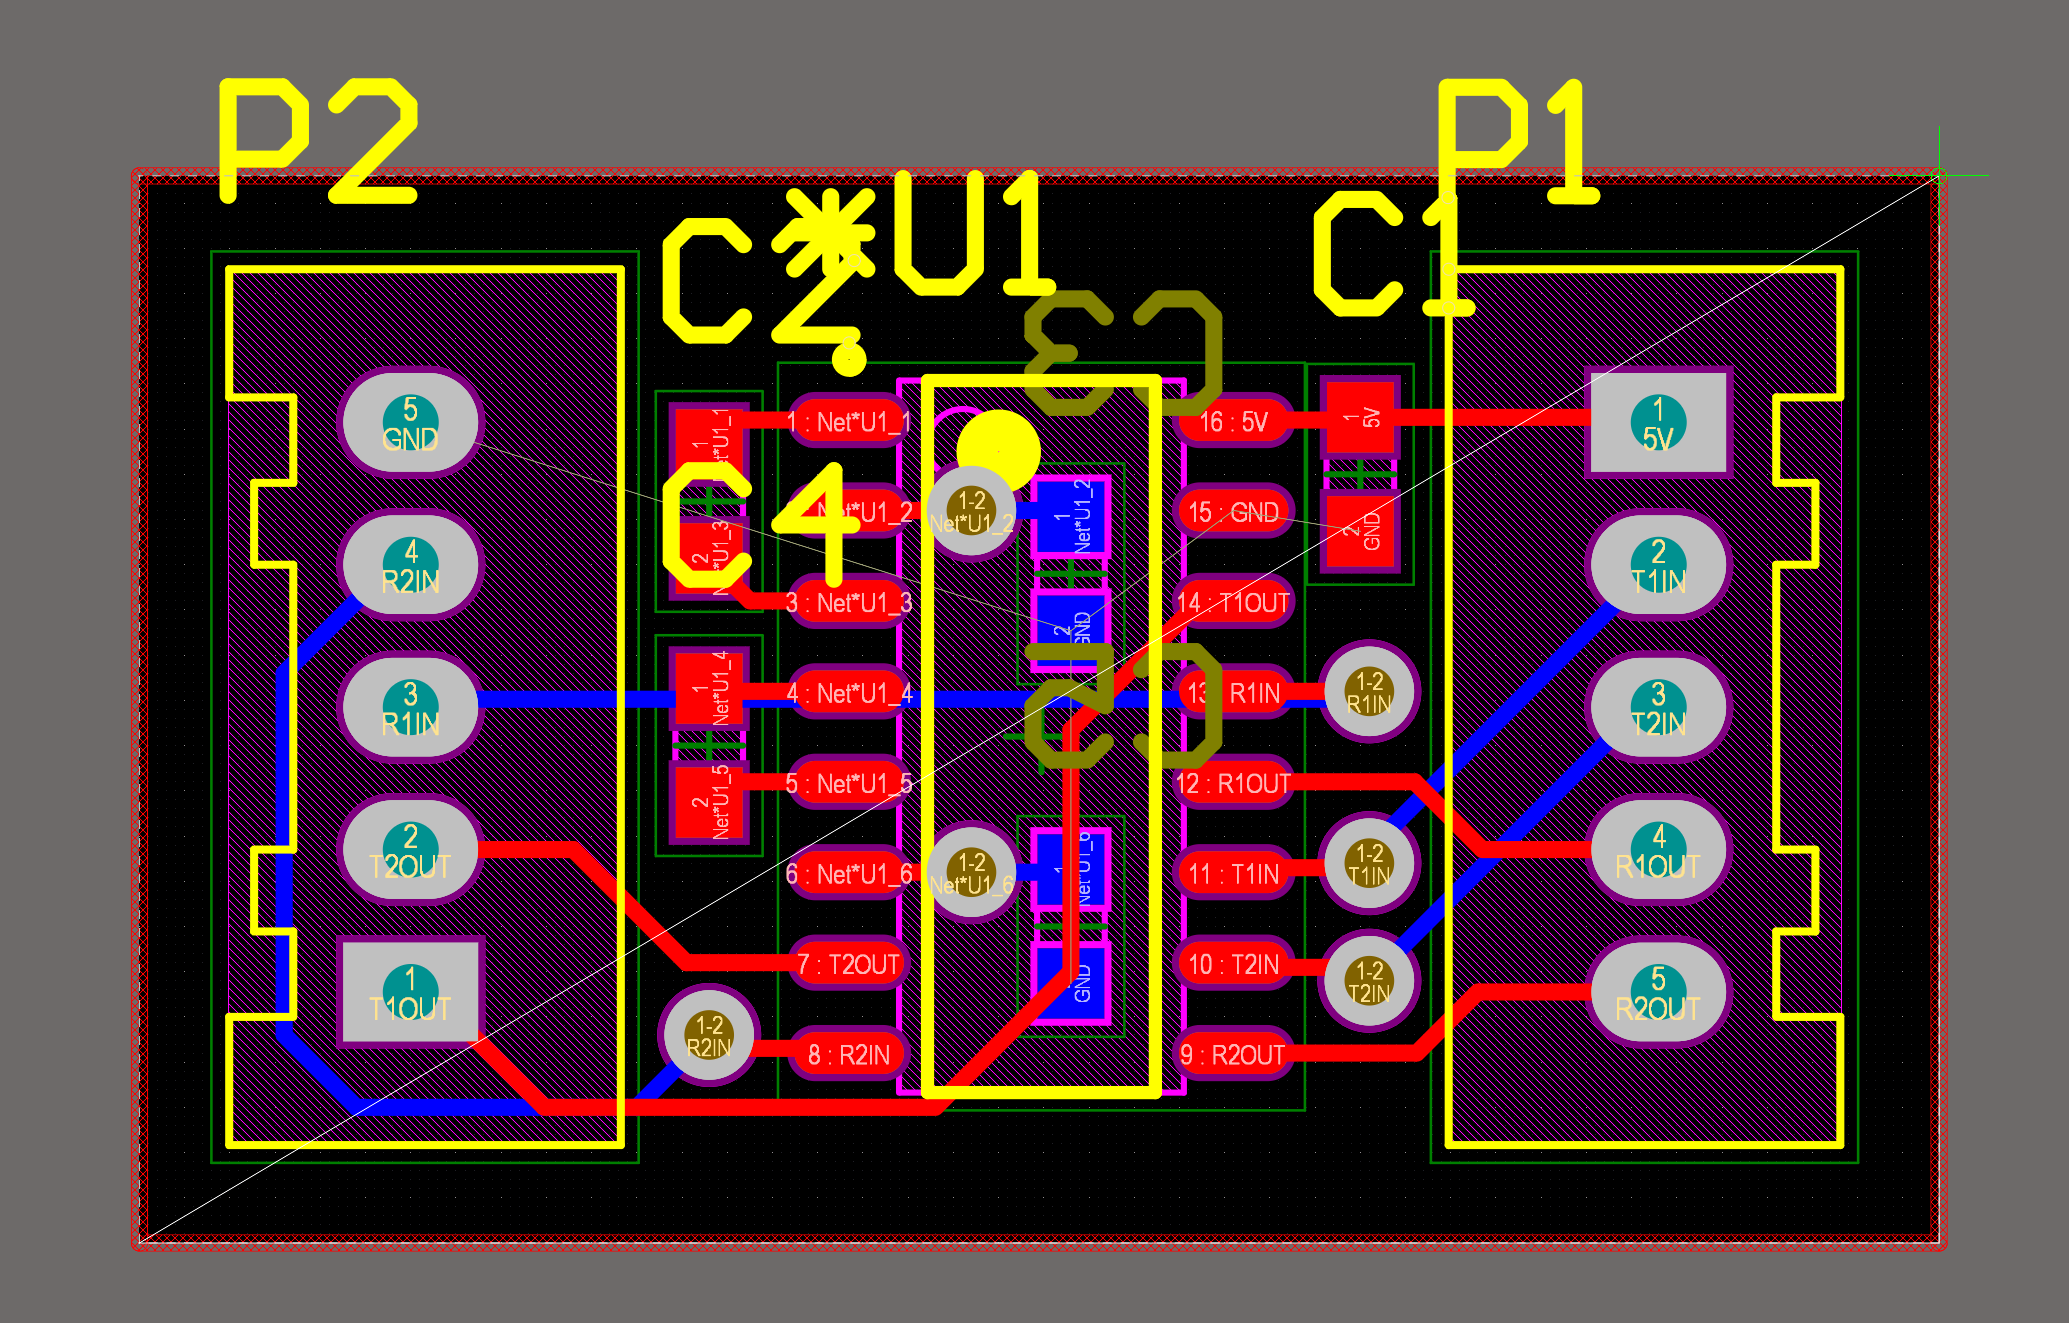 P2
P1
C2
*U1
C1
C3
5
GND
4
R2IN
3
R1IN
2
T2OUT
1
T1OUT
1
Net*U1_1
2
Net*U1_3
C4
1
Net*U1_4
2
Net*U1_5
1-2
R2IN
1 : Net*U1_1
Net*U1_2
3 : Net*U1_3
4 : Net*U1_4
5 : Net*U1_5
6 : Net*U1_6
7 : T2OUT
8 : R2IN
1-2
Net*U1_2
1
Net*U1_2
2
GND
C5
1-2
Net*U1_6
1
Net*U1_6
GND
16 : 5V
15 : GND
14 : T1OUT
13 : R1IN
12 : R1OUT
11 : T1IN
10 : T2IN
9 : R2OUT
1
5V
2
GND
1-2
R1IN
1-2
T1IN
1-2
T2IN
1
5V
2
T1IN
3
T2IN
4
R1OUT
5
R2OUT